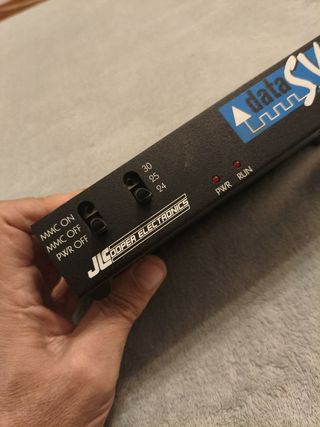 MMC ON
MMC OFF
PWR OFF
30
25
24
JLCOOPER ELECTRONICS
PWR
RUN
data